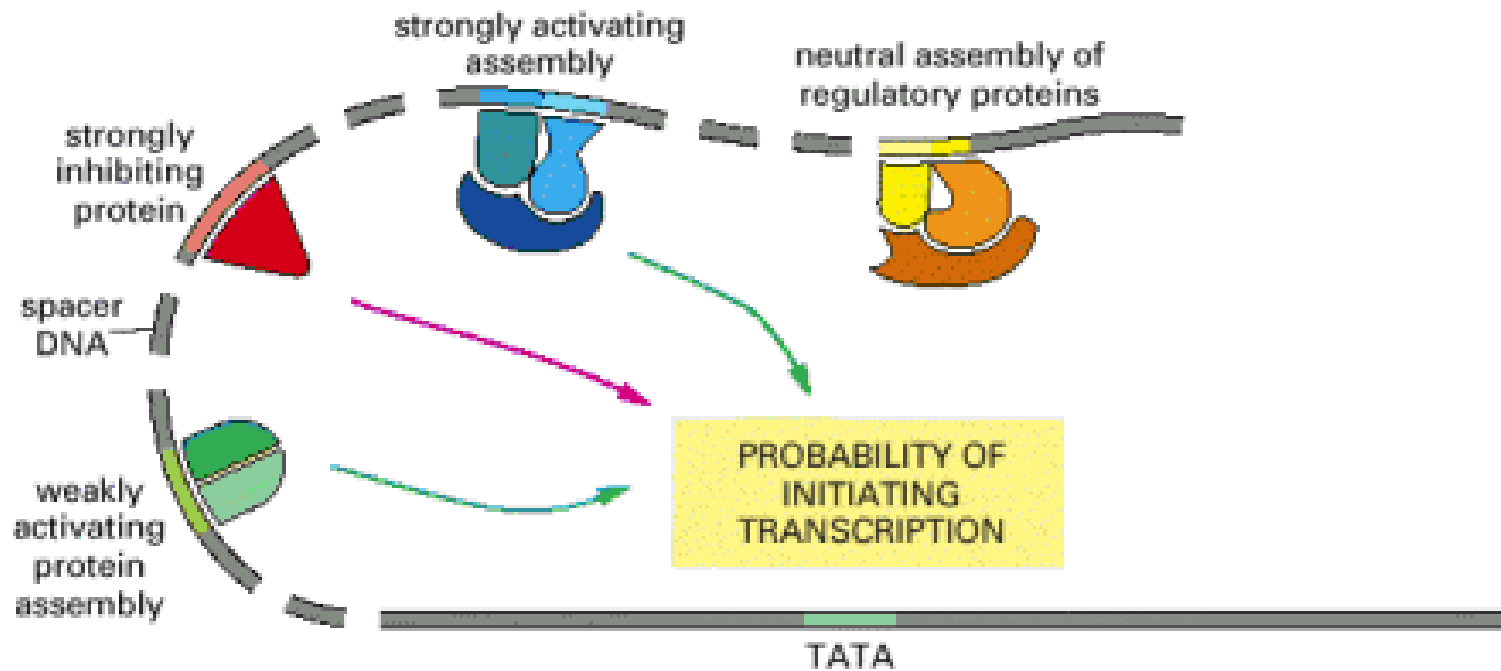 strongly activating
assembly
neutral assembly of
regulatory proteins
strongly
inhibiting
protein
spacer
DNA
weakly
activating
protein
assembly
PROBABILITY OF
INITIATING
TRANSCRIPTION
TATA